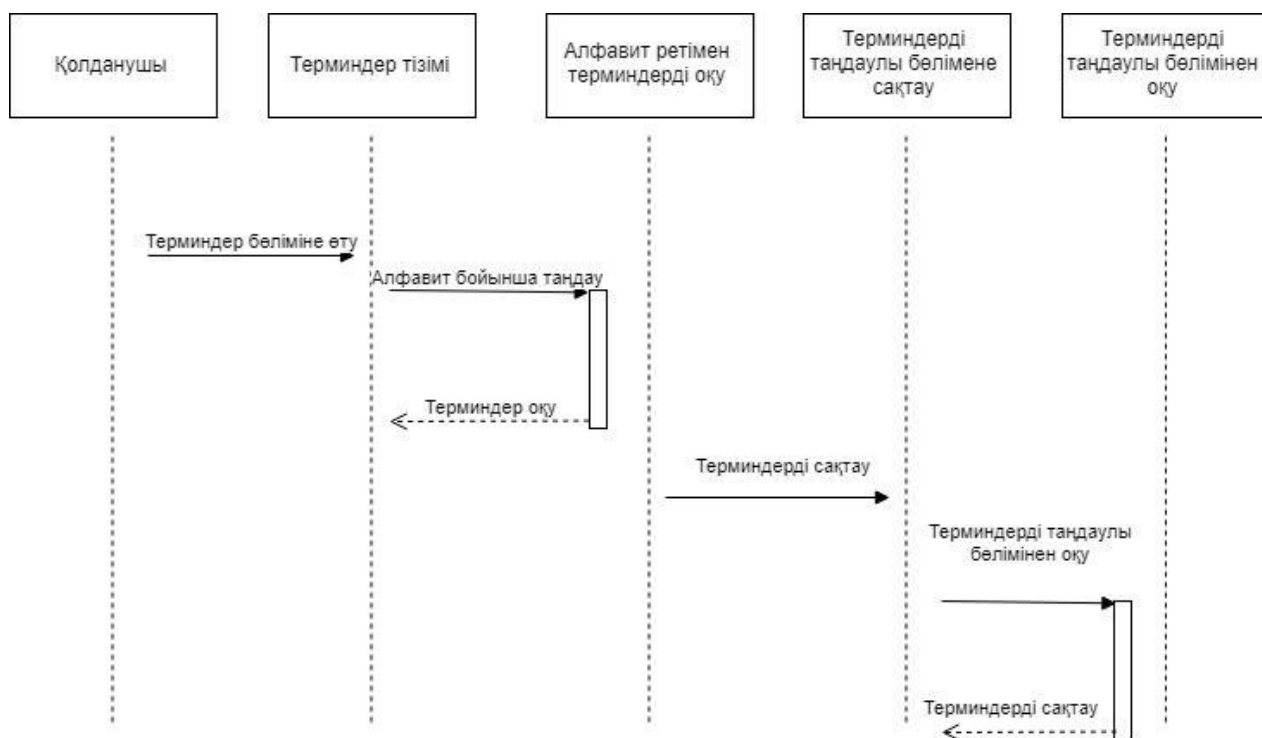 Қолданушы
Терминдер тізімі
Алфавит ретімен
терминдерді оқу
Терминдерді
таңдаулы бөлімене
сақтау
Терминдерді
таңдаулы бөлімінен
оқу
Терминдер бөліміне өту
Алфавит бойынша таңдау
Терминдер оқу
Терминдерді сақтау
Терминдерді таңдаулы
бөлімінен оқу
Терминдерді сақтау